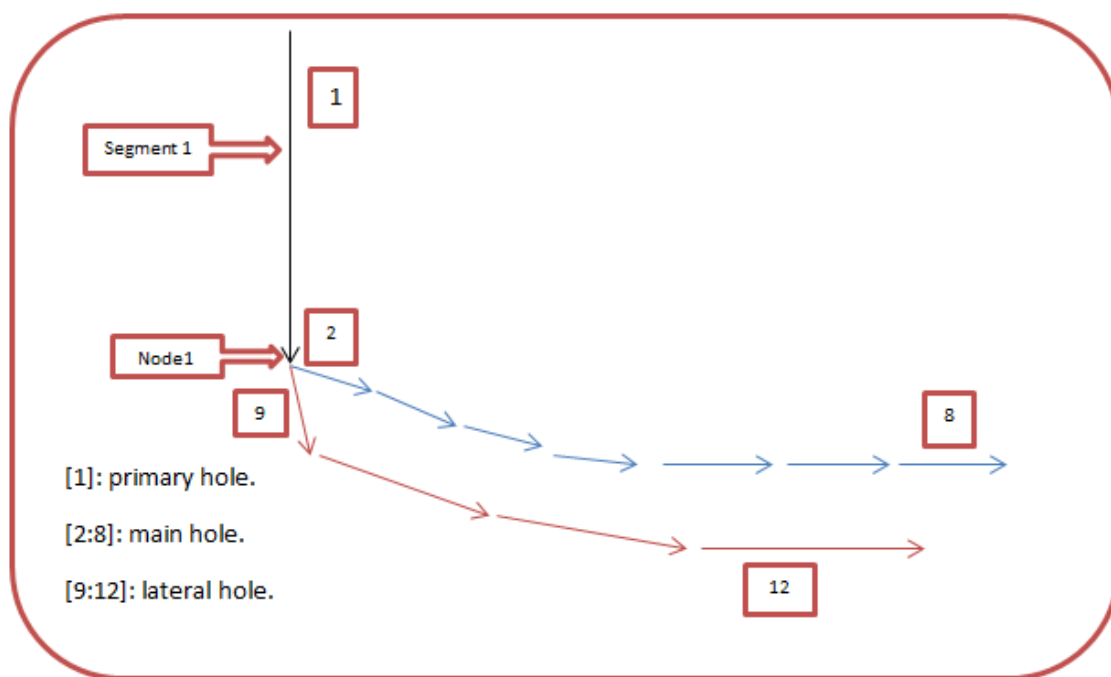 1
Segment 1
2
Node1
9
8
[1]: primary hole.
[2:8]: main hole.
[9:12]: lateral hole.
12